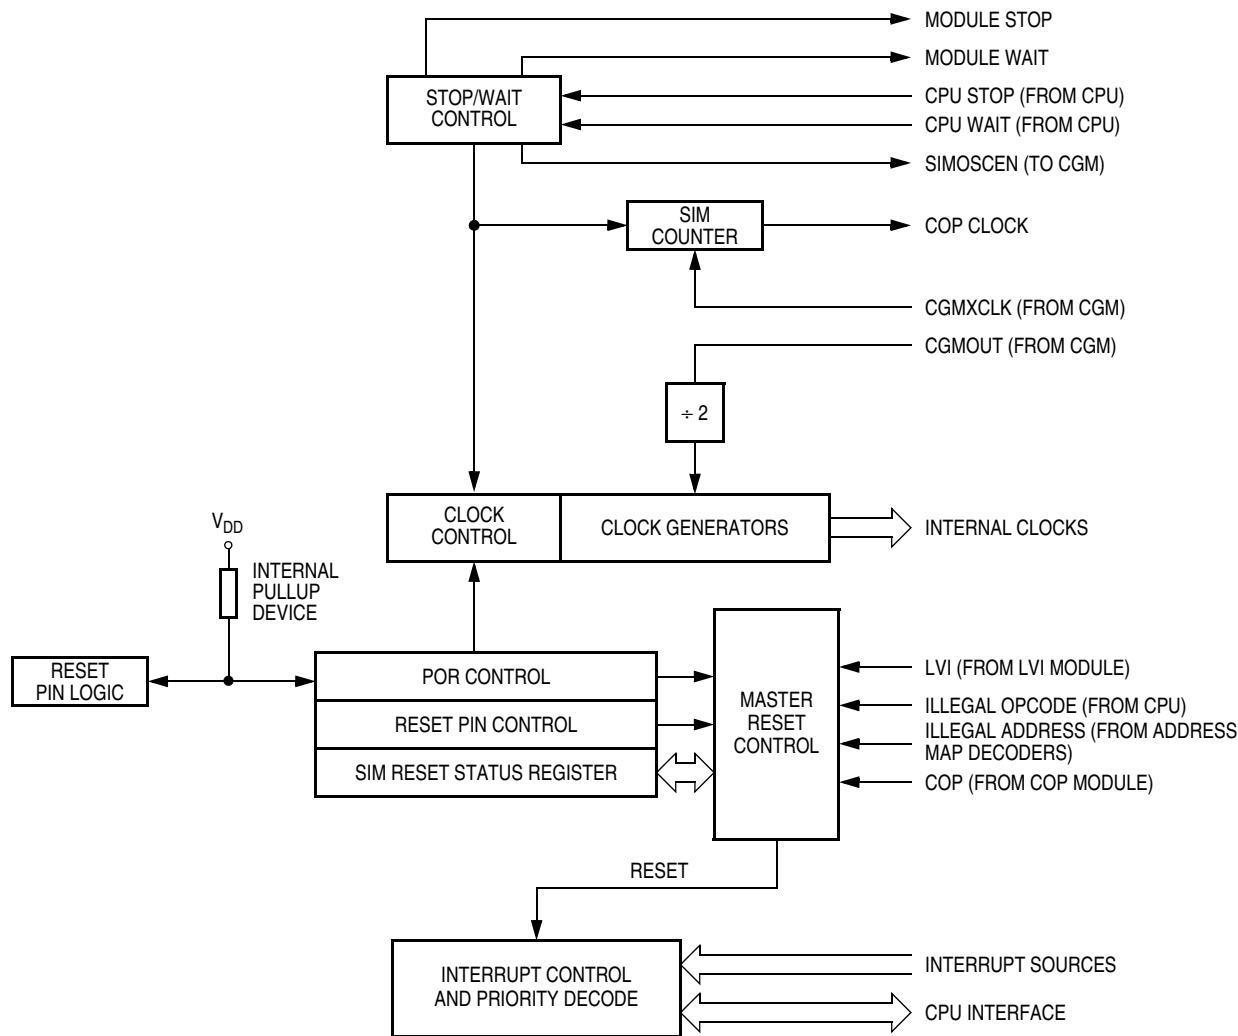 MODULE STOP
MODULE WAIT
STOP/WAIT
CONTROL
CPU STOP (FROM CPU)
CPU WAIT (FROM CPU)
SIMOSCEN (TO CGM)
SIM
COUNTER
COP CLOCK
CGMXCLK (FROM CGM)
CGMOUT (FROM CGM)
÷ 2
CLOCK
CONTROL
CLOCK GENERATORS
INTERNAL CLOCKS
VDD
INTERNAL
PULLUP
DEVICE
RESET
PIN LOGIC
POR CONTROL
RESET PIN CONTROL
SIM RESET STATUS REGISTER
MASTER
RESET
CONTROL
LVI (FROM LVI MODULE)
ILLEGAL OPCODE (FROM CPU)
ILLEGAL ADDRESS (FROM ADDRESS
MAP DECODERS)
COP (FROM COP MODULE)
RESET
INTERRUPT CONTROL
AND PRIORITY DECODE
INTERRUPT SOURCES
CPU INTERFACE